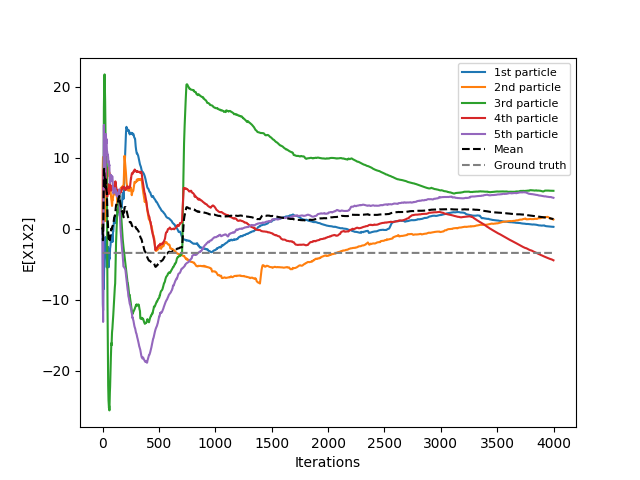 1st particle
2nd particle
3rd particle
4th particle
5th particle
Mean
Ground truth
E[X1X2]
20
10
0
−10
−20
0 500 1000 1500 2000 2500 3000 3500 4000
Iterations